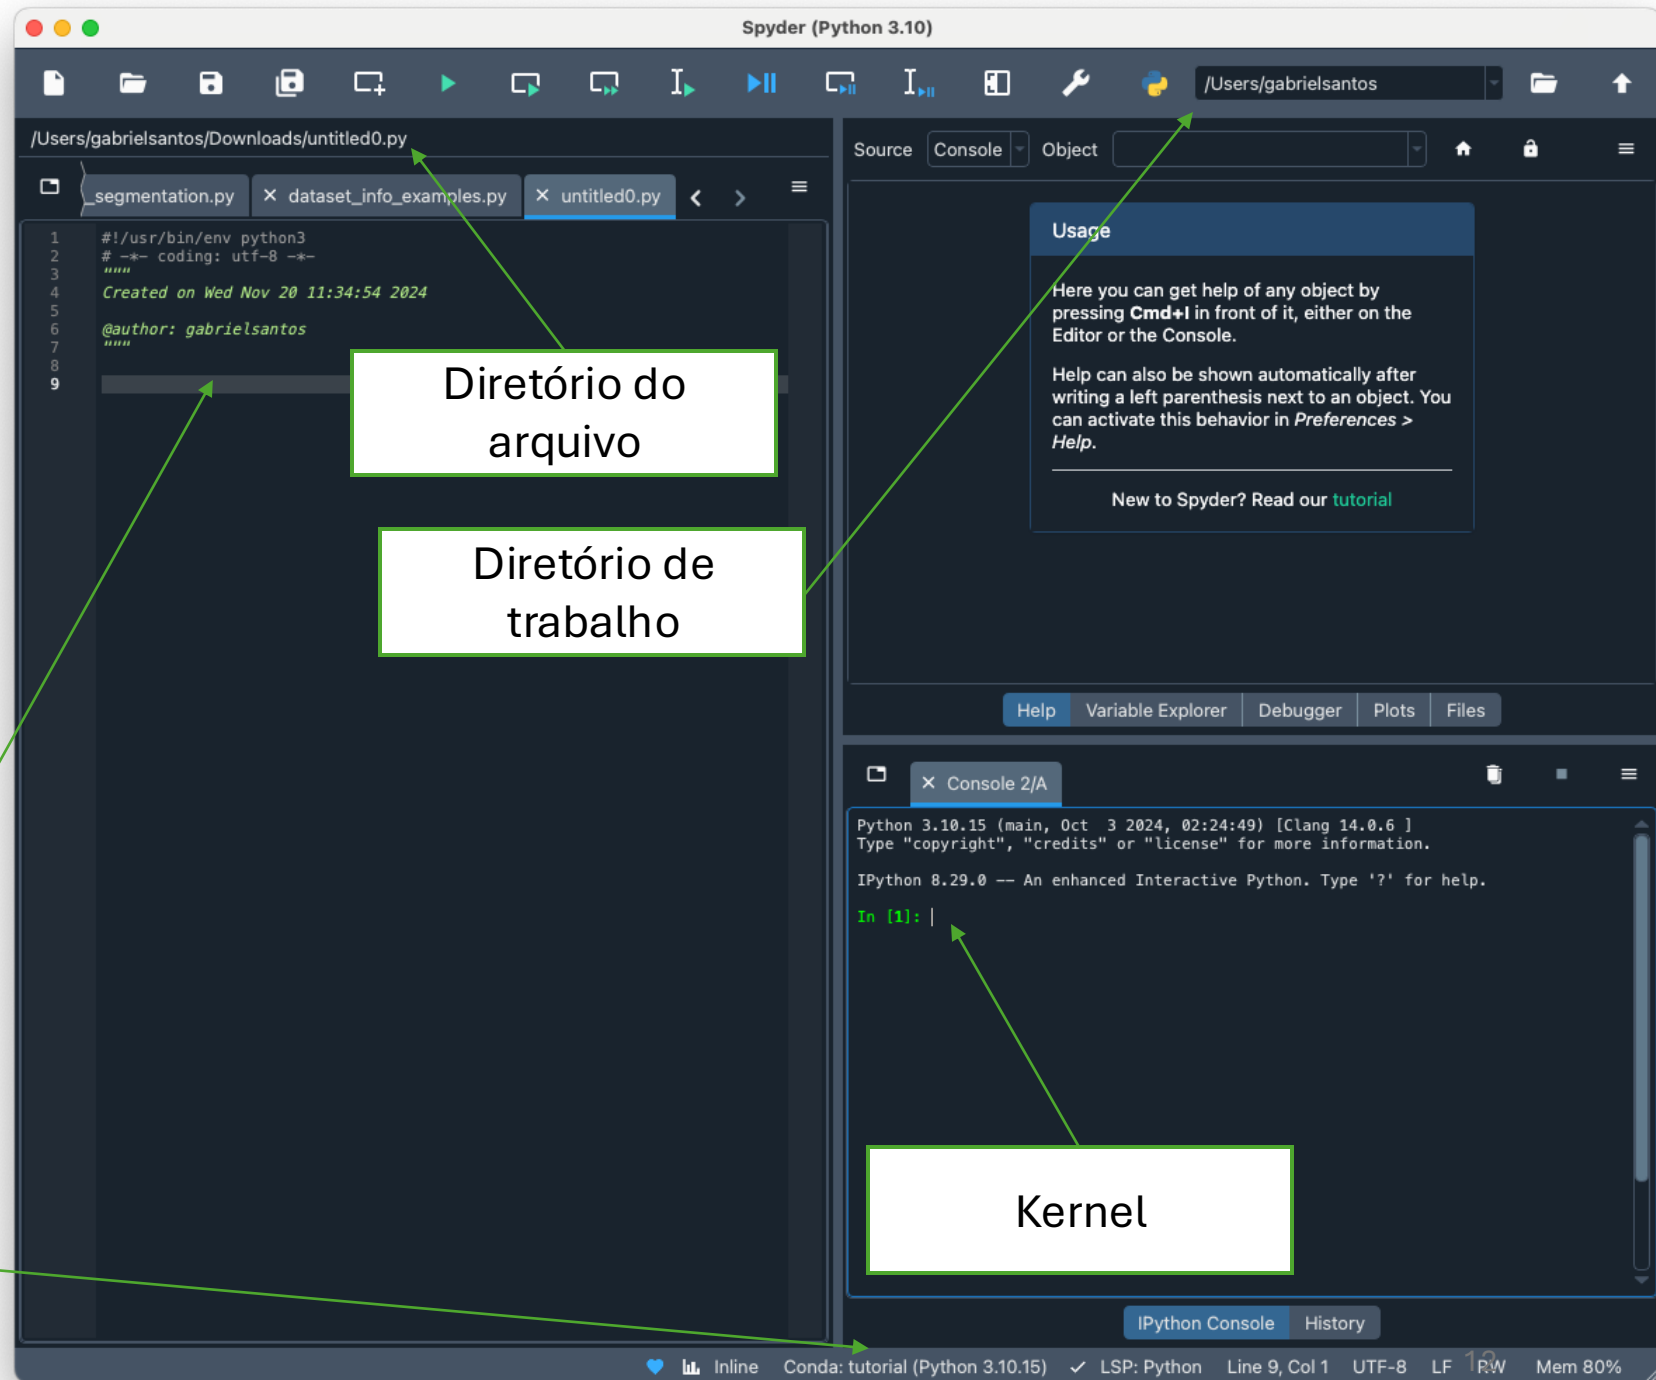 Spyder (Python 3.10)
/Users/gabrielsantos
/Users/gabrielsantos/Downloads/untitled0.py
_segmentation.py
dataset_info_examples.py
untitled0.py
1 #!/usr/bin/env python3
2 # -*- coding: utf-8 -*-
3 """
4 Created on Wed Nov 20 11:34:54 2024
5
6 @author: gabrielsantos
7 """
8
9
Diretório do
arquivo
Diretório de
trabalho
Source Console Object
Usage
Here you can get help of any object by
pressing Cmd+I in front of it, either on the
Editor or the Console.
Help can also be shown automatically after
writing a left parenthesis next to an object. You
can activate this behavior in Preferences >
Help.
New to Spyder? Read our tutorial
Help Variable Explorer Debugger Plots Files
Console 2/A
Python 3.10.15 (main, Oct  3 2024, 02:24:49) [Clang 14.0.6 ]
Type "copyright", "credits" or "license" for more information.
IPython 8.29.0 -- An enhanced Interactive Python. Type '?' for help.
In [1]:
Kernel
IPython Console History
Inline Conda: tutorial (Python 3.10.15) ✓ LSP: Python Line 9, Col 1 UTF-8 LF RW Mem 80%
12